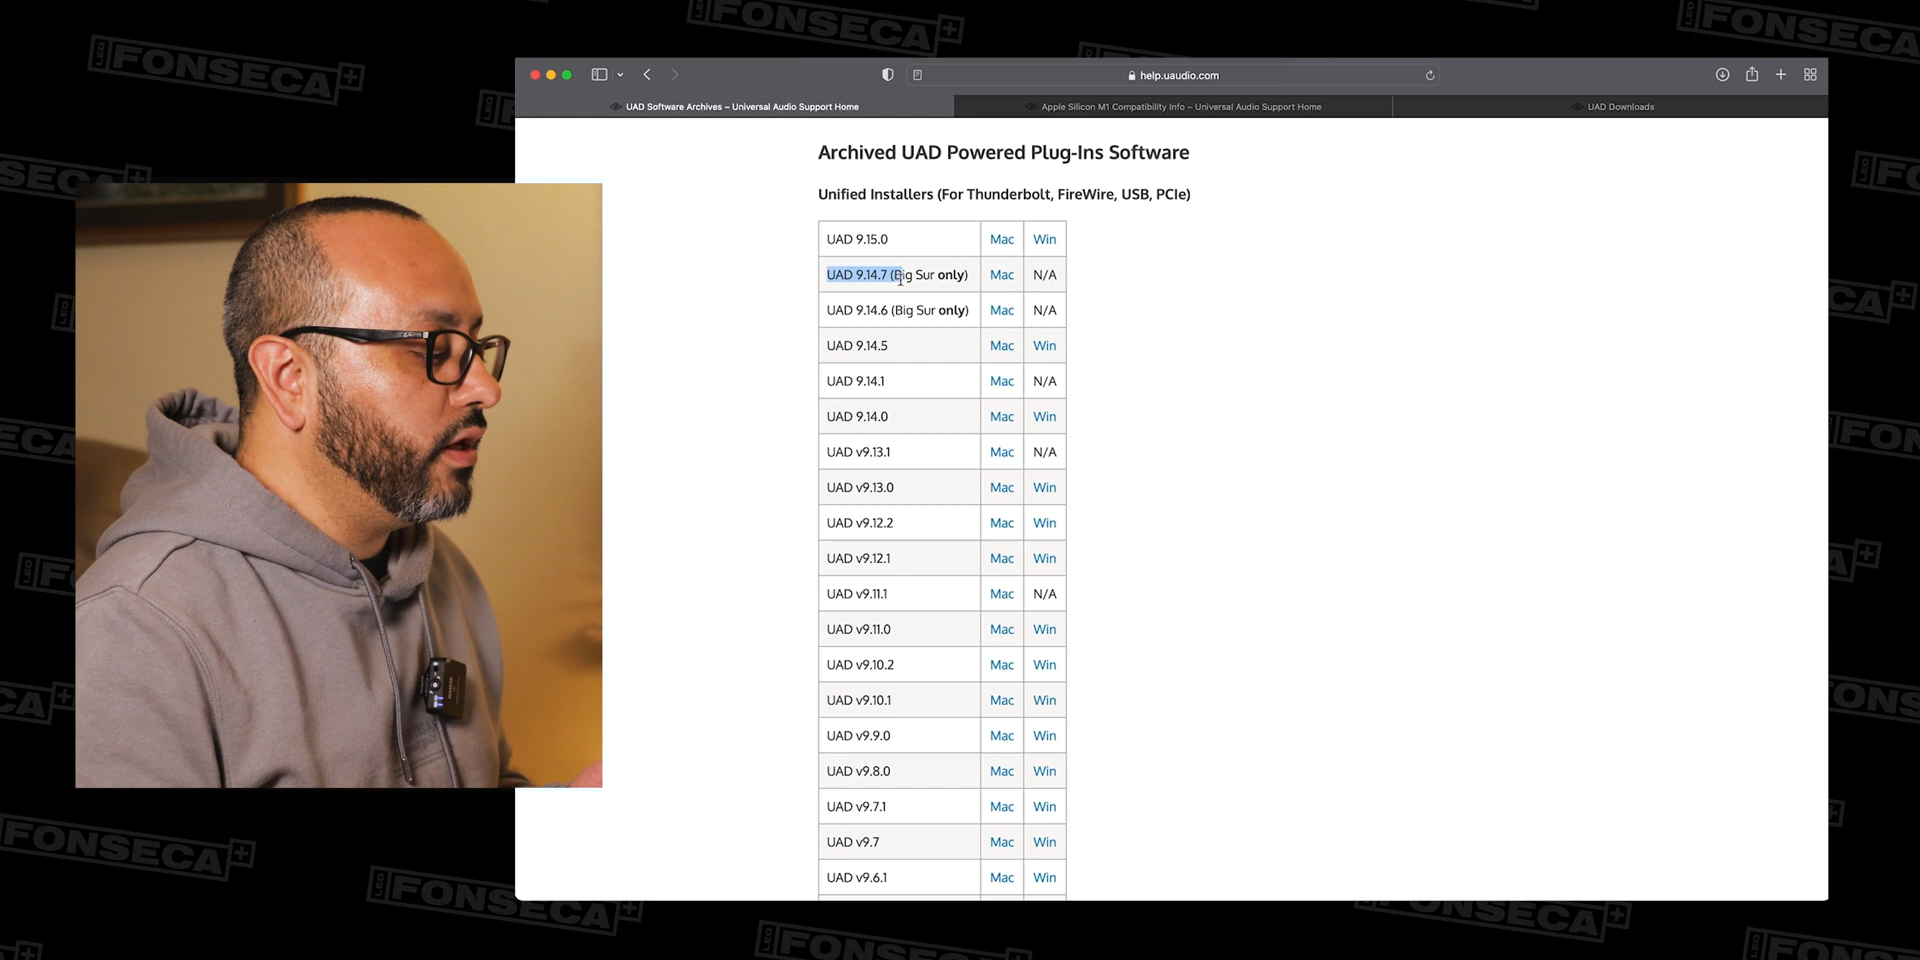 LEO FONSECA+
help.uaudio.com
UAD Software Archives – Universal Audio Support Home
Apple Silicon M1 Compatibility Info – Universal Audio Support Home
UAD Downloads
Archived UAD Powered Plug-Ins Software
Unified Installers (For Thunderbolt, FireWire, USB, PCIe)
UAD 9.15.0 Mac Win
UAD 9.14.7 (Big Sur only) Mac N/A
UAD 9.14.6 (Big Sur only) Mac N/A
UAD 9.14.5 Mac Win
UAD 9.14.1 Mac N/A
UAD 9.14.0 Mac Win
UAD v9.13.1 Mac N/A
UAD v9.13.0 Mac Win
UAD v9.12.2 Mac Win
UAD v9.12.1 Mac Win
UAD v9.11.1 Mac N/A
UAD v9.11.0 Mac Win
UAD v9.10.2 Mac Win
UAD v9.10.1 Mac Win
UAD v9.9.0 Mac Win
UAD v9.8.0 Mac Win
UAD v9.7.1 Mac Win
UAD v9.7 Mac Win
UAD v9.6.1 Mac Win